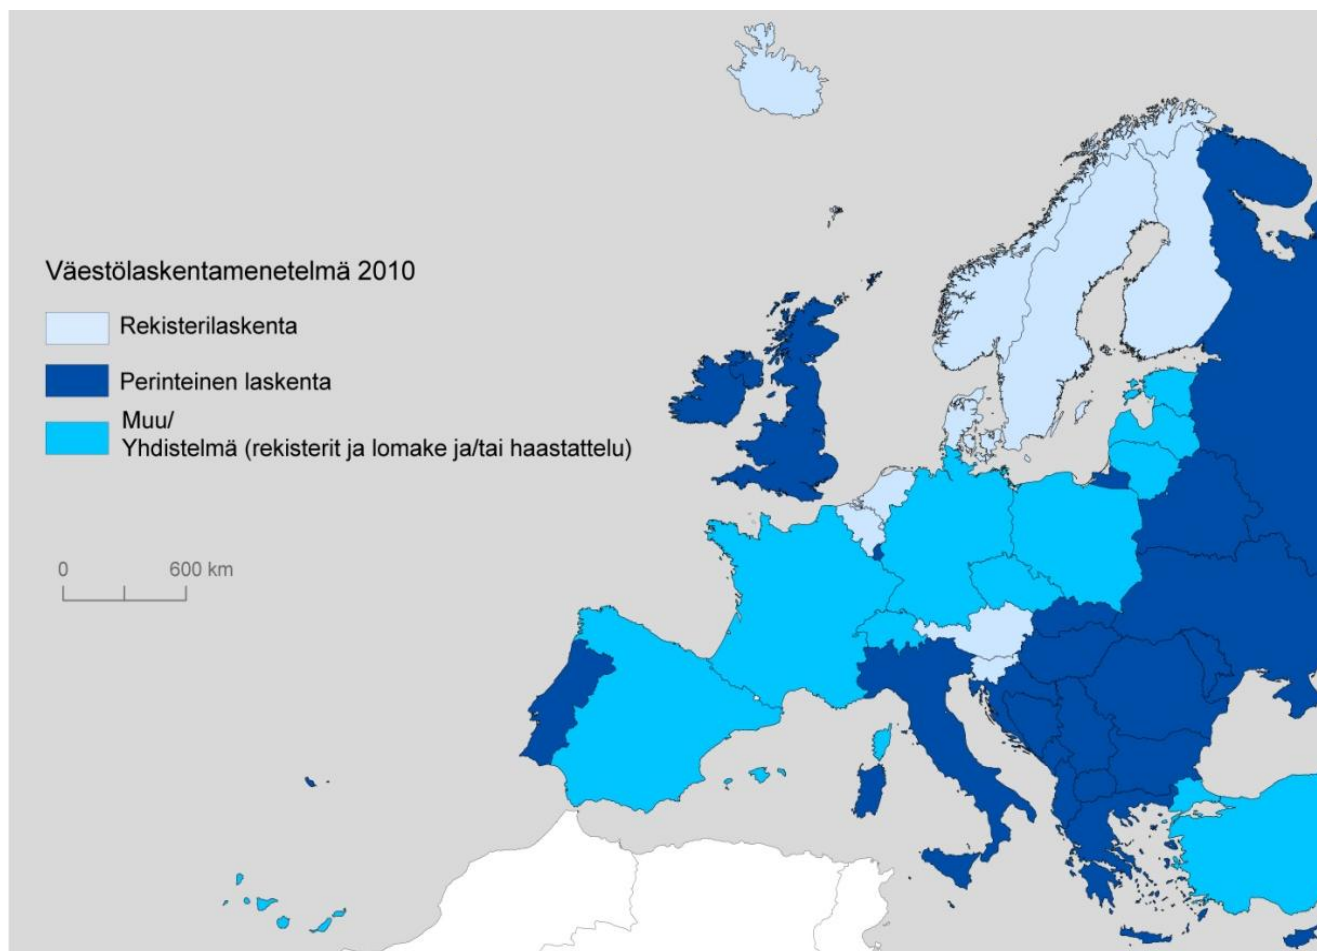 Väestölaskentamenetelmä 2010
Rekisterilaskenta
Perinteinen laskenta
Muu/
Yhdistelmä (rekisterit ja lomake ja/tai haastattelu)
0 600 km